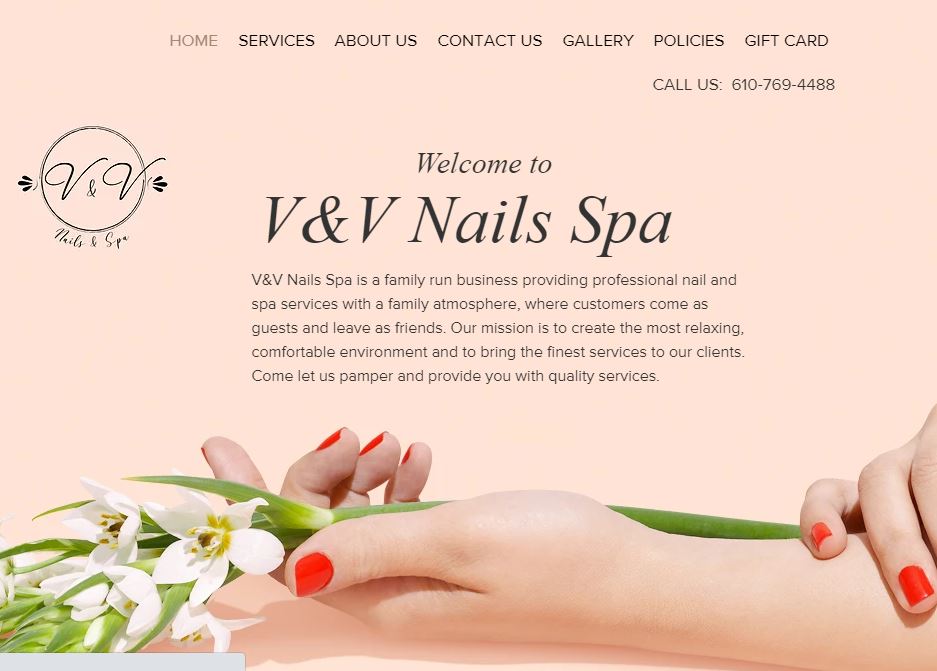 HOME SERVICES ABOUT US CONTACT US GALLERY POLICIES GIFT CARD
CALL US: 610-769-4488
V & V
Nails & Spa
Welcome to
V&V Nails Spa
V&V Nails Spa is a family run business providing professional nail and
spa services with a family atmosphere, where customers come as
guests and leave as friends. Our mission is to create the most relaxing,
comfortable environment and to bring the finest services to our clients.
Come let us pamper and provide you with quality services.